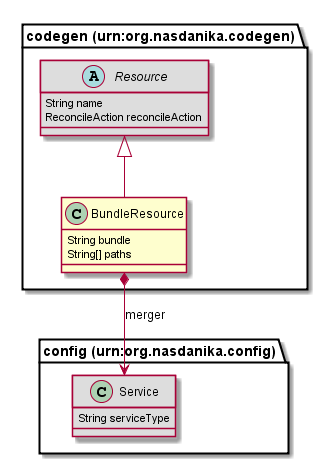 codegen (urn:org.nasdanika.codegen)
A Resource
String name
ReconcileAction reconcileAction
C BundleResource
String bundle
String[] paths
merger
config (urn:org.nasdanika.config)
C Service
String serviceType